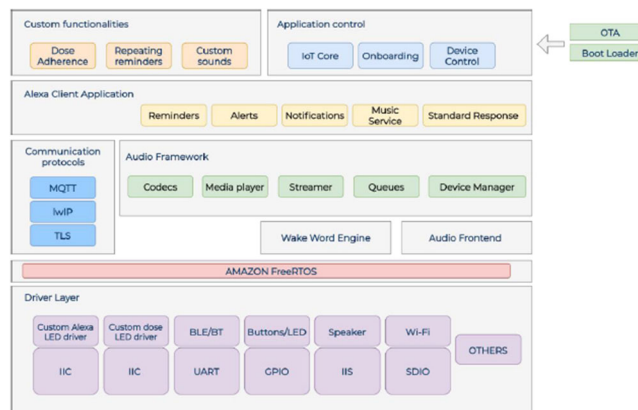 Custom functionalities
Dose
Adherence
Repeating
reminders
Custom
sounds
Application control
IoT Core
Onboarding
Device
Control
OTA
Boot Loader
Alexa Client Application
Reminders
Alerts
Notifications
Music
Service
Standard Response
Communication
protocols
MQTT
lwIP
TLS
Audio Framework
Codecs
Media player
Streamer
Queues
Device Manager
Wake Word Engine
Audio Frontend
AMAZON FreeRTOS
Driver Layer
Custom Alexa
LED driver
Custom dose
LED driver
BLE/BT
Buttons/LED
Speaker
Wi-Fi
OTHERS
IIC
IIC
UART
GPIO
IIS
SDIO